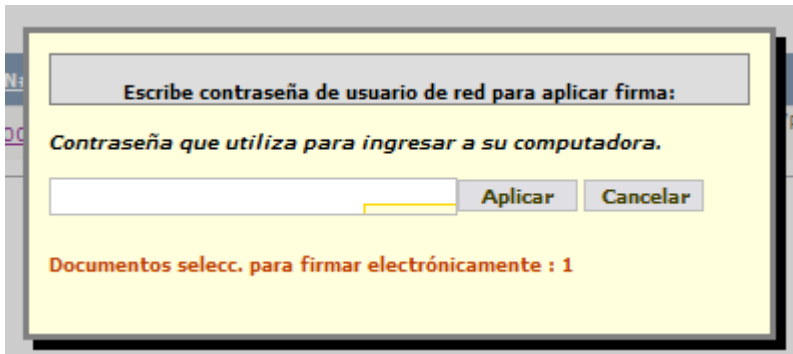 Escribe contraseña de usuario de red para aplicar firma:
Contraseña que utiliza para ingresar a su computadora.
Aplicar Cancelar
Documentos selecc. para firmar electrónicamente : 1